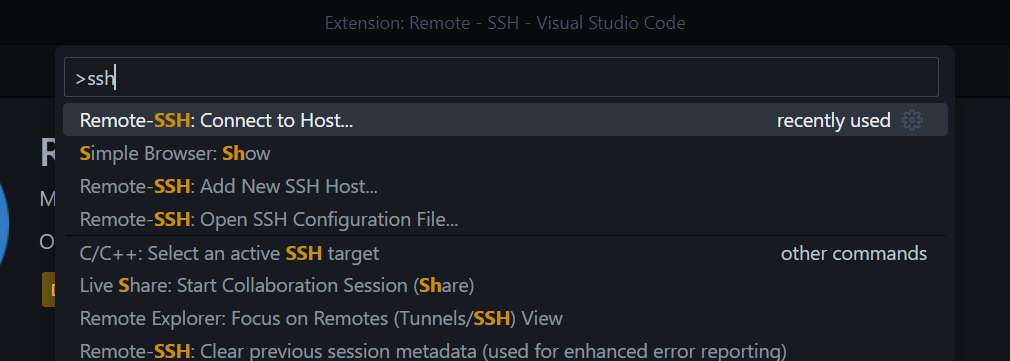 Extension: Remote - SSH - Visual Studio Code
>ssh
Remote-SSH: Connect to Host... recently used
Simple Browser: Show
Remote-SSH: Add New SSH Host...
Remote-SSH: Open SSH Configuration File...
C/C++: Select an active SSH target other commands
Live Share: Start Collaboration Session (Share)
Remote Explorer: Focus on Remotes (Tunnels/SSH) View
Remote-SSH: Clear previous session metadata (used for enhanced error reporting)